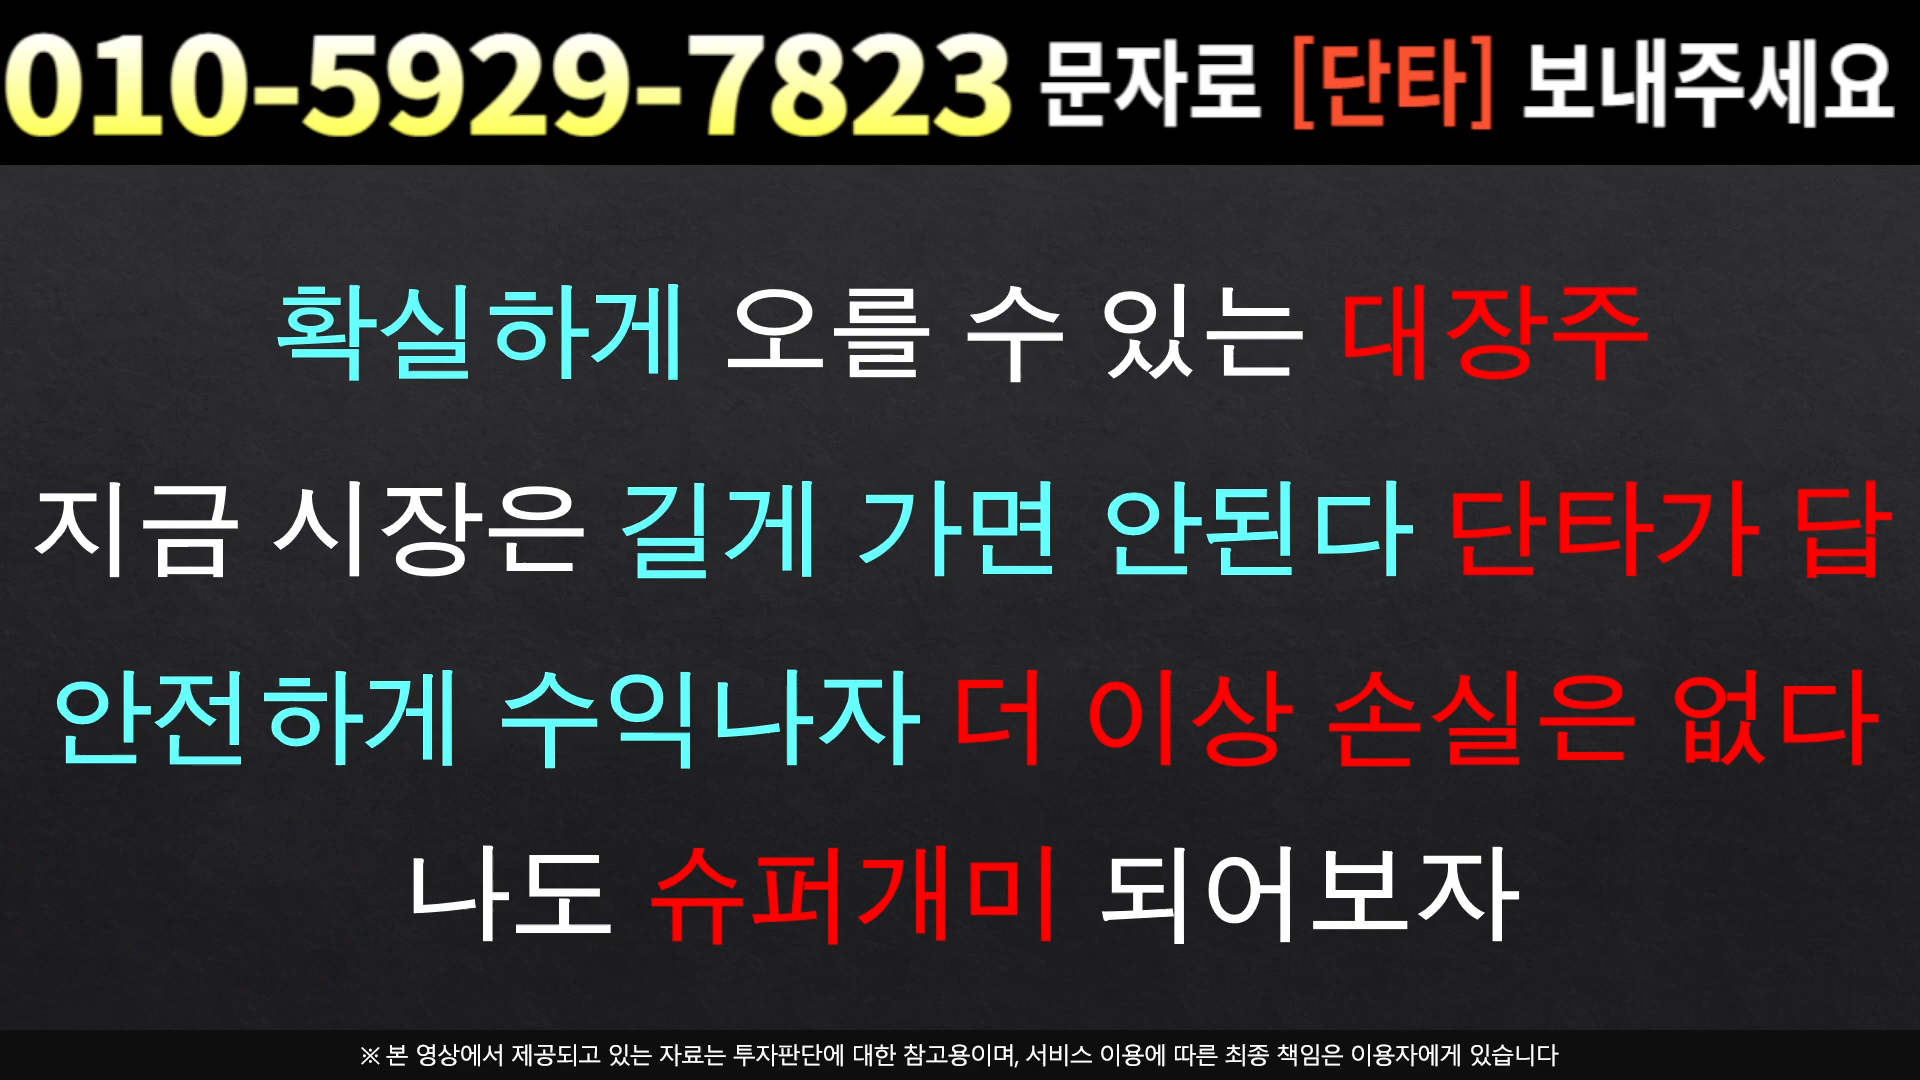 010-5929-7823 문자로 [단타] 보내주세요
확실하게 오를 수 있는 대장주
지금 시장은 길게 가면 안된다 단타가 답
안전하게 수익나자 더 이상 손실은 없다
나도 슈퍼개미 되어보자
※ 본 영상에서 제공되고 있는 자료는 투자판단에 대한 참고용이며, 서비스 이용에 따른 최종 책임은 이용자에게 있습니다